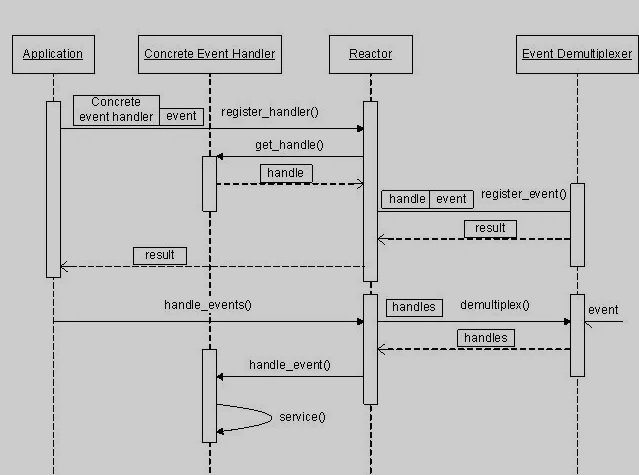 Application
Concrete Event Handler
Reactor
Event Demultiplexer
Concrete
event handler
event
register_handler()
get_handle()
handle
handle
event
register_event()
result
result
handle_events()
handles
demultiplex()
event
handles
handle_event()
service()